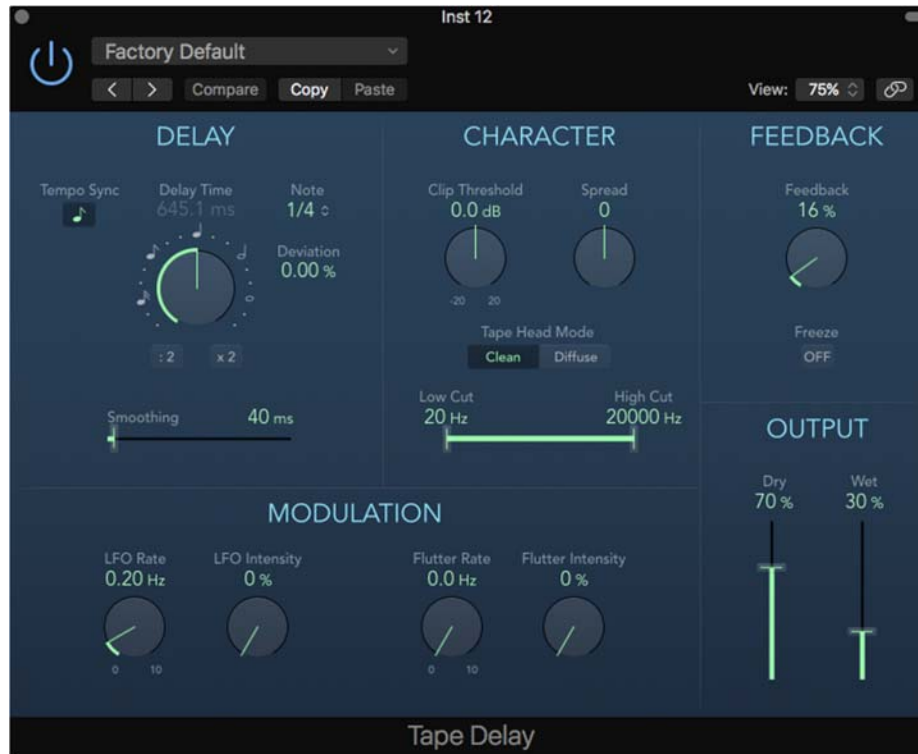 Inst 12
Factory Default
Compare Copy Paste
View: 75%
DELAY
Tempo Sync
Delay Time
645.1 ms
Note
1/4
Deviation
0.00 %
: 2
x 2
Smoothing
40 ms
CHARACTER
Clip Threshold
0.0 dB
-20 20
Spread
0
Tape Head Mode
Clean Diffuse
Low Cut
20 Hz
High Cut
20000 Hz
FEEDBACK
Feedback
16 %
Freeze
OFF
MODULATION
LFO Rate
0.20 Hz
0 10
LFO Intensity
0 %
Flutter Rate
0.0 Hz
0 10
Flutter Intensity
0 %
OUTPUT
Dry
70 %
Wet
30 %
Tape Delay